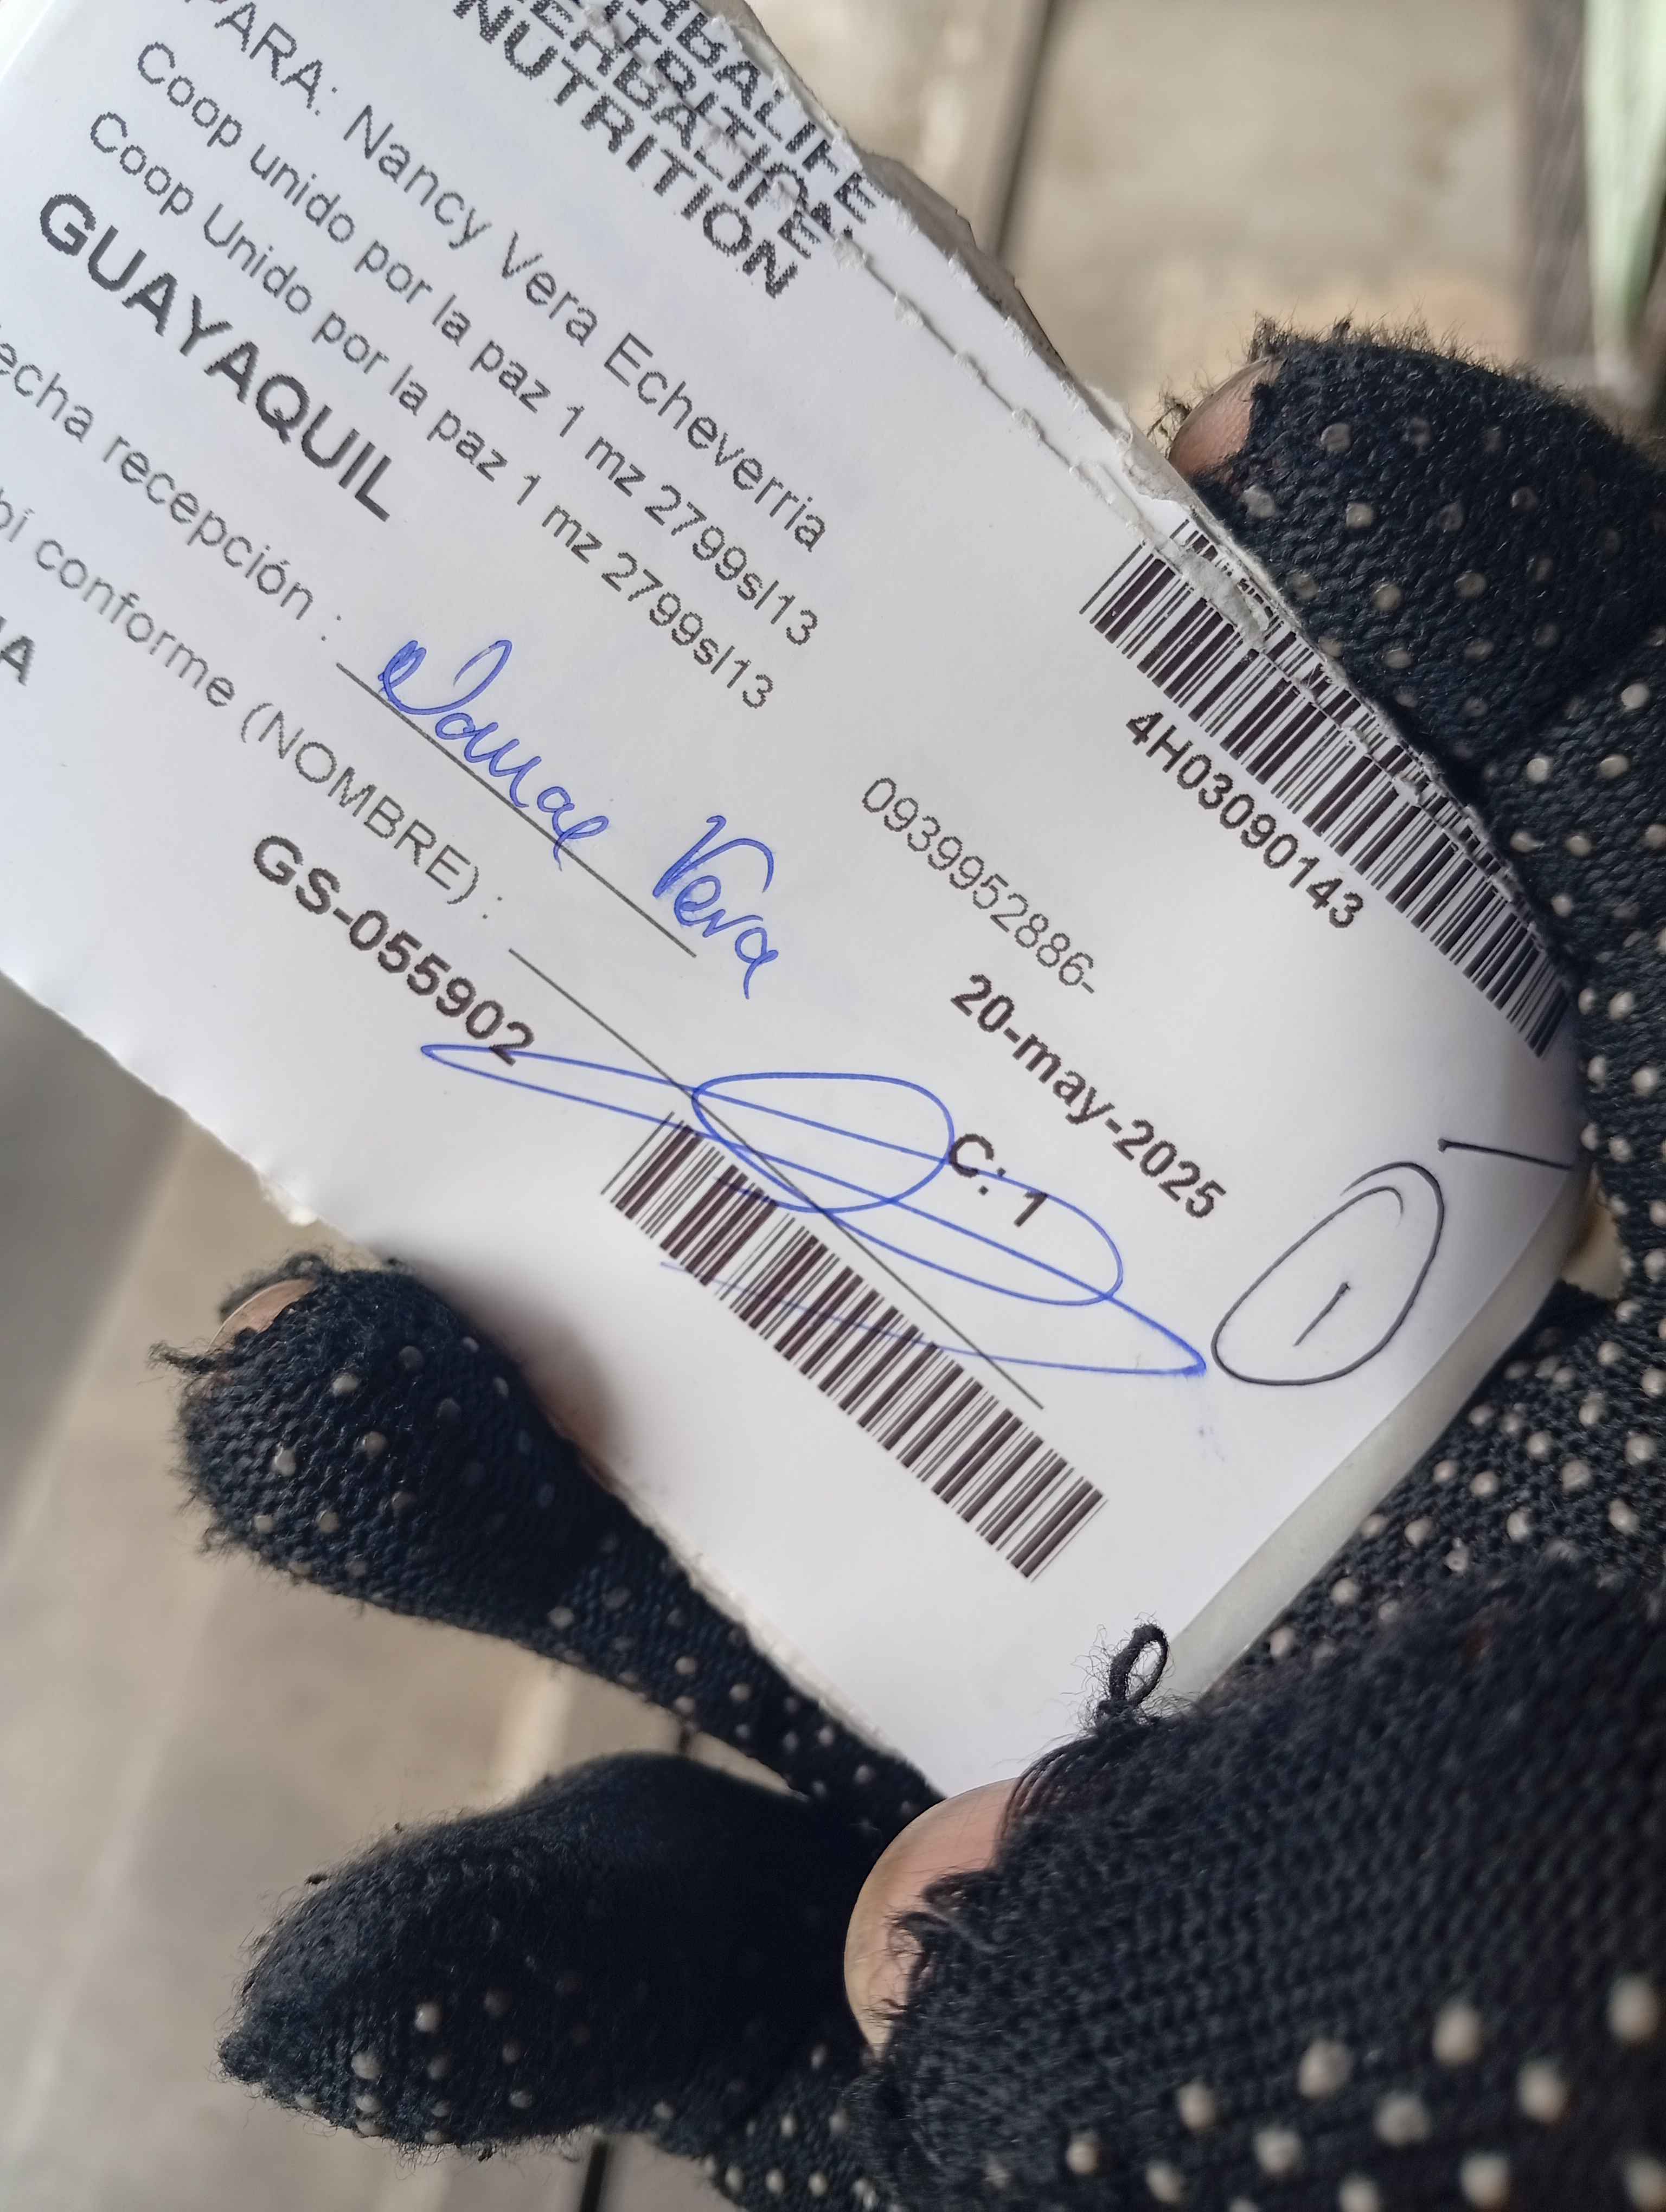 HERBALIFE
NUTRITION
PARA: Nancy Vera Echeverria
Coop unido por la paz 1 mz 2799sl13
Coop Unido por la paz 1 mz 2799sl13
GUAYAQUIL
0939952886-
4H03090143
20-may-2025
echa recepción :
Vera
bí conforme (NOMBRE) :
C: 1
IA
GS-055902
1